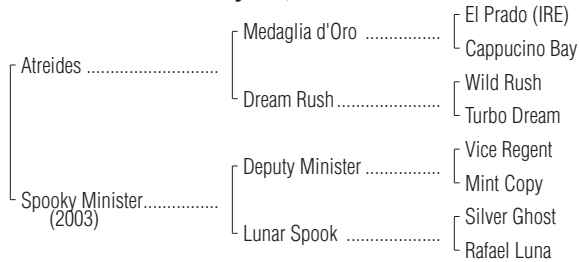 El Prado (IRE)
Medaglia d'Oro ..................
Cappucino Bay
Atreides ...............................
Wild Rush
Dream Rush .........................
Turbo Dream
Vice Regent
Deputy Minister ..................
Mint Copy
Spooky Minister.................
(2003)
Silver Ghost
Lunar Spook ......................
Rafael Luna